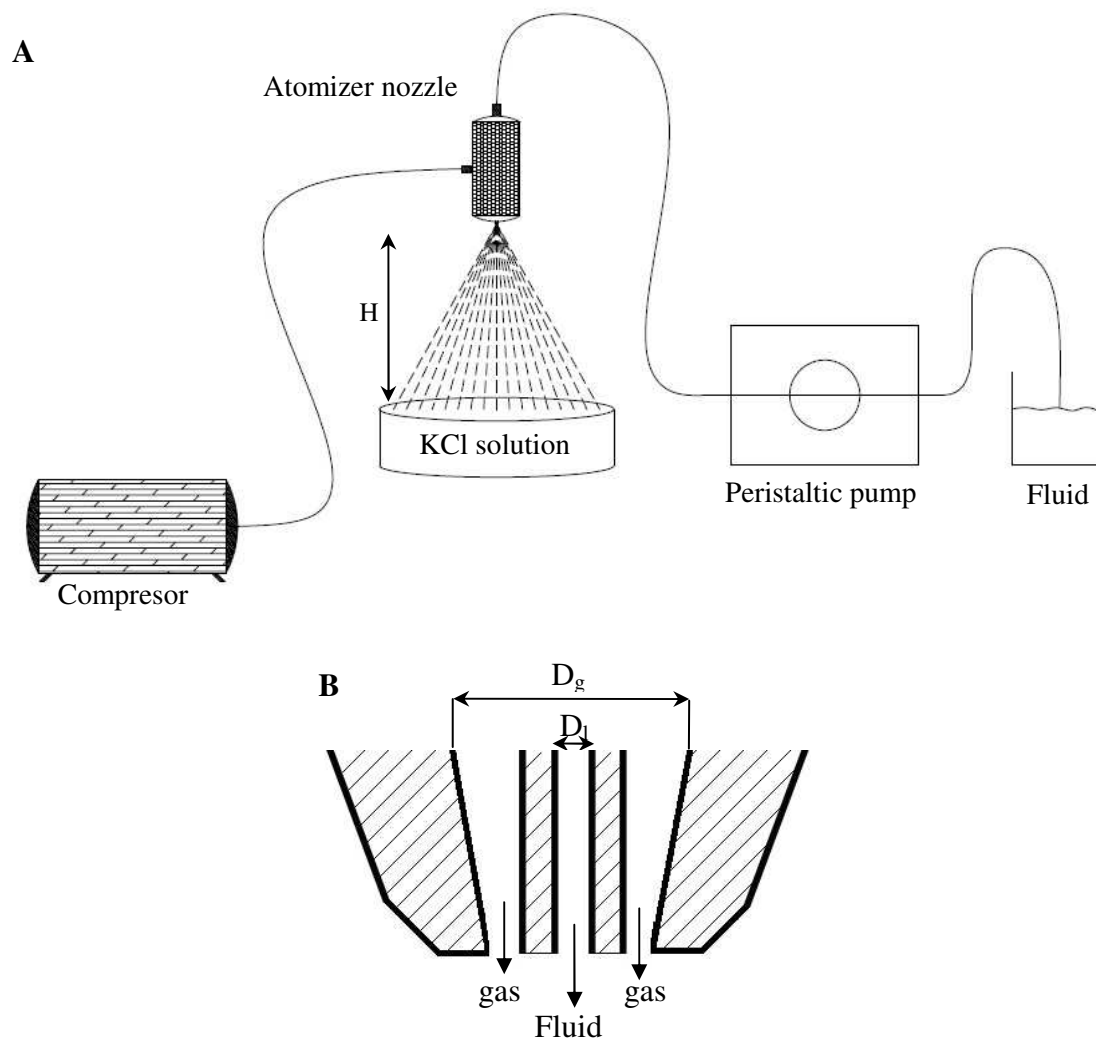 A
Atomizer nozzle
H
KCl solution
Peristaltic pump
Fluid
Compresor
B
Dg
Dl
gas
gas
Fluid